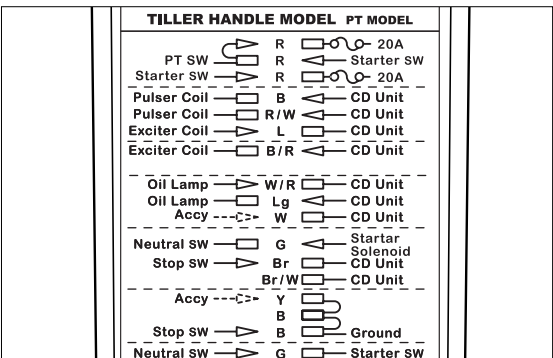 TILLER HANDLE MODEL PT MODEL
R 20A
PT SW R Starter SW
Starter SW R 20A
Pulser Coil B CD Unit
Pulser Coil R/W CD Unit
Exciter Coil L CD Unit
Exciter Coil B/R CD Unit
Oil Lamp W/R CD Unit
Oil Lamp Lg CD Unit
Accy W CD Unit
Neutral SW G Startar Solenoid
Stop SW Br CD Unit
Br/W CD Unit
Accy Y
B
Stop SW B Ground
Neutral SW G Starter SW